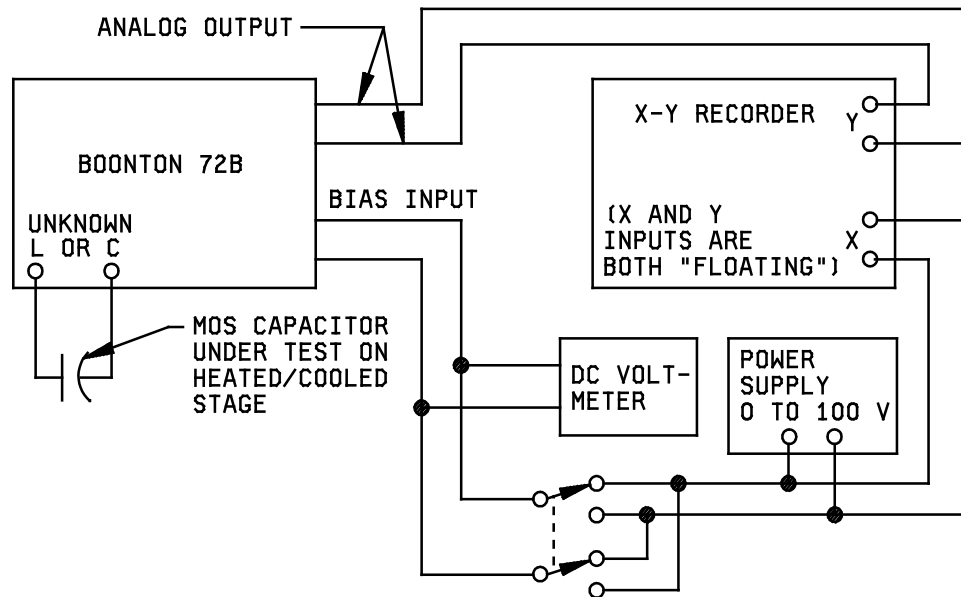 ANALOG OUTPUT
BOONTON 72B
UNKNOWN
L OR C
BIAS INPUT
X-Y RECORDER
Y
(X AND Y
INPUTS ARE
BOTH "FLOATING")
X
MOS CAPACITOR
UNDER TEST ON
HEATED/COOLED
STAGE
DC VOLT-
METER
POWER
SUPPLY
0 TO 100 V